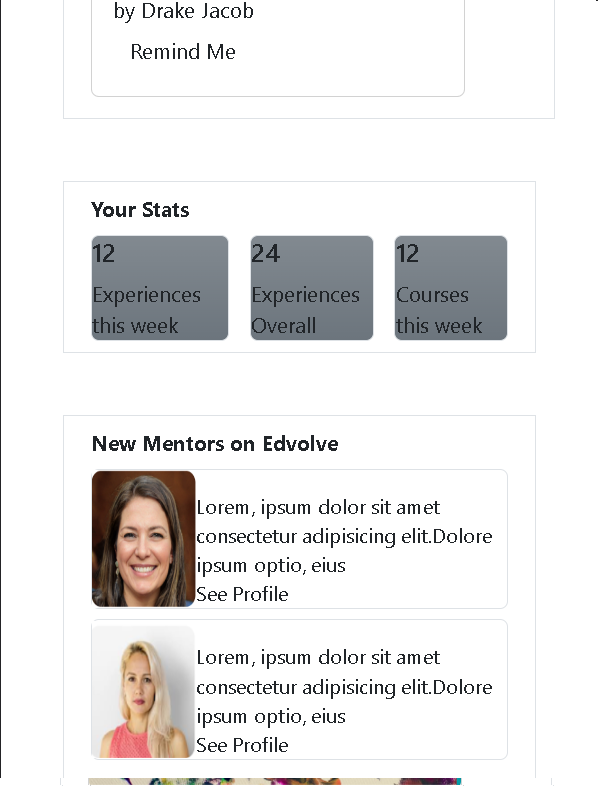 by Drake Jacob
Remind Me
Your Stats
12
Experiences
this week
24
Experiences
Overall
12
Courses
this week
New Mentors on Edvolve
Lorem, ipsum dolor sit amet
consectetur adipisicing elit.Dolore
ipsum optio, eius
See Profile
Lorem, ipsum dolor sit amet
consectetur adipisicing elit.Dolore
ipsum optio, eius
See Profile